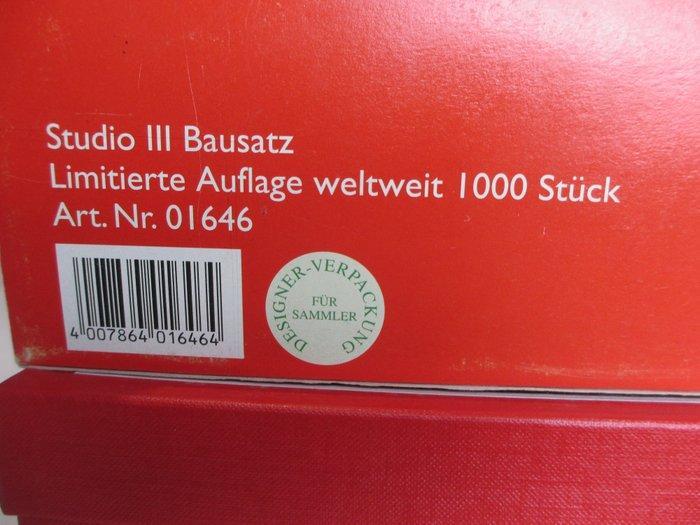 Studio III Bausatz
Limitierte Auflage weltweit 1000 Stück
Art. Nr. 01646
4 007864 016464
DESIGNER-VERPACKUNG
FÜR
SAMMLER